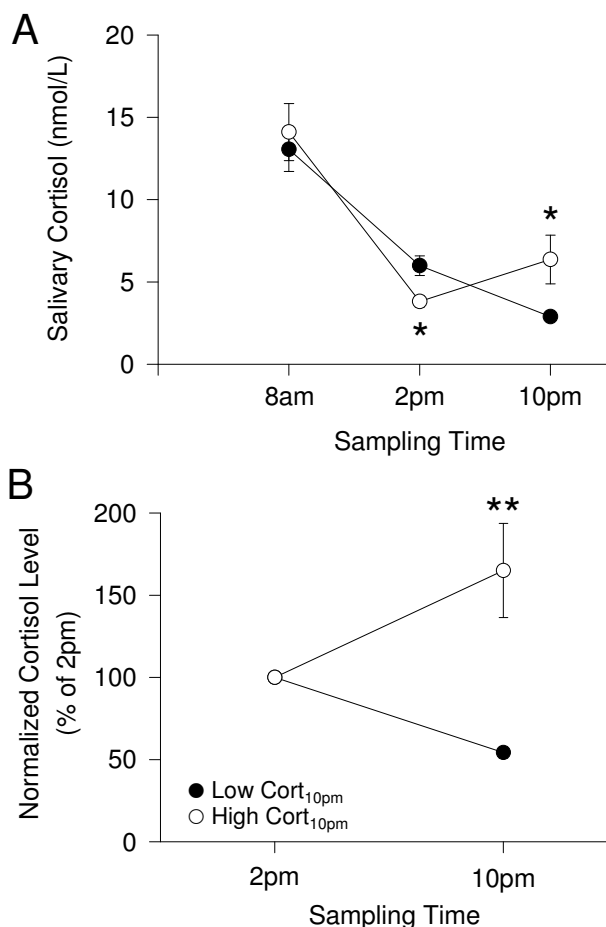 A
Salivary Cortisol (nmol/L)
20
15
10
5
0
*
*
8am
2pm
10pm
Sampling Time
B
Normalized Cortisol Level
(% of 2pm)
200
150
100
50
0
**
Low Cort10pm
High Cort10pm
2pm
10pm
Sampling Time